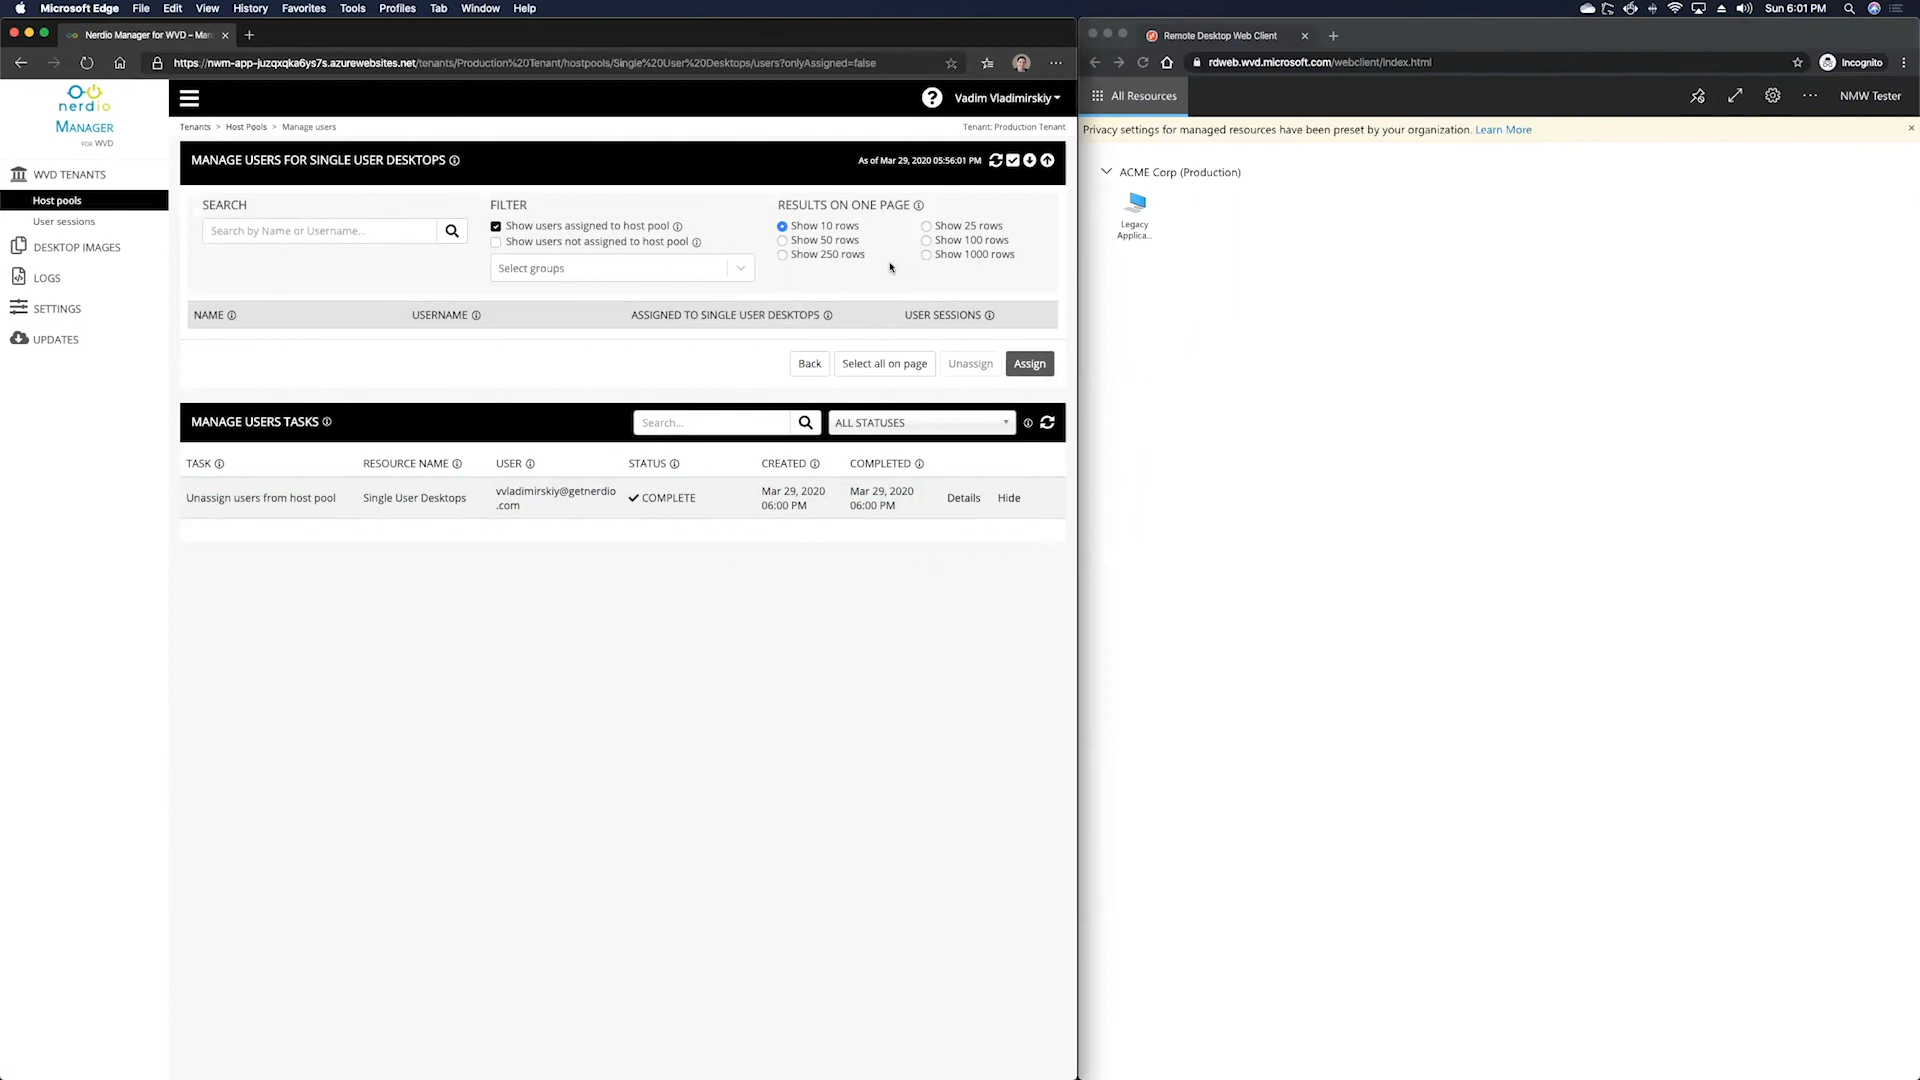 Microsoft Edge File Edit View History Favorites Tools Profiles Tab Window Help
Sun 6:01 PM
Nerdio Manager for WVD – Man
https://nwm-app-juzqxqka6ys7s.azurewebsites.net/tenants/Production%20Tenant/hostpools/Single%20User%20Desktops/users?onlyAssigned=false
nerdio
MANAGER
FOR WVD
WVD TENANTS
Host pools
User sessions
DESKTOP IMAGES
LOGS
SETTINGS
UPDATES
Vadim Vladimirskiy
Tenants > Host Pools > Manage users
Tenant: Production Tenant
MANAGE USERS FOR SINGLE USER DESKTOPS
As of Mar 29, 2020 05:56:01 PM
SEARCH
Search by Name or Username...
FILTER
Show users assigned to host pool
Show users not assigned to host pool
Select groups
RESULTS ON ONE PAGE
Show 10 rows Show 25 rows
Show 50 rows Show 100 rows
Show 250 rows Show 1000 rows
NAME USERNAME ASSIGNED TO SINGLE USER DESKTOPS USER SESSIONS
Back Select all on page Unassign Assign
MANAGE USERS TASKS
Search...
ALL STATUSES
TASK RESOURCE NAME USER STATUS CREATED COMPLETED
Unassign users from host pool Single User Desktops vvladimirskiy@getnerdio COMPLETE Mar 29, 2020 Mar 29, 2020 Details Hide
.com 06:00 PM 06:00 PM
Remote Desktop Web Client
rdweb.wvd.microsoft.com/webclient/index.html
Incognito
All Resources
NMW Tester
Privacy settings for managed resources have been preset by your organization. Learn More
ACME Corp (Production)
Legacy
Applica...